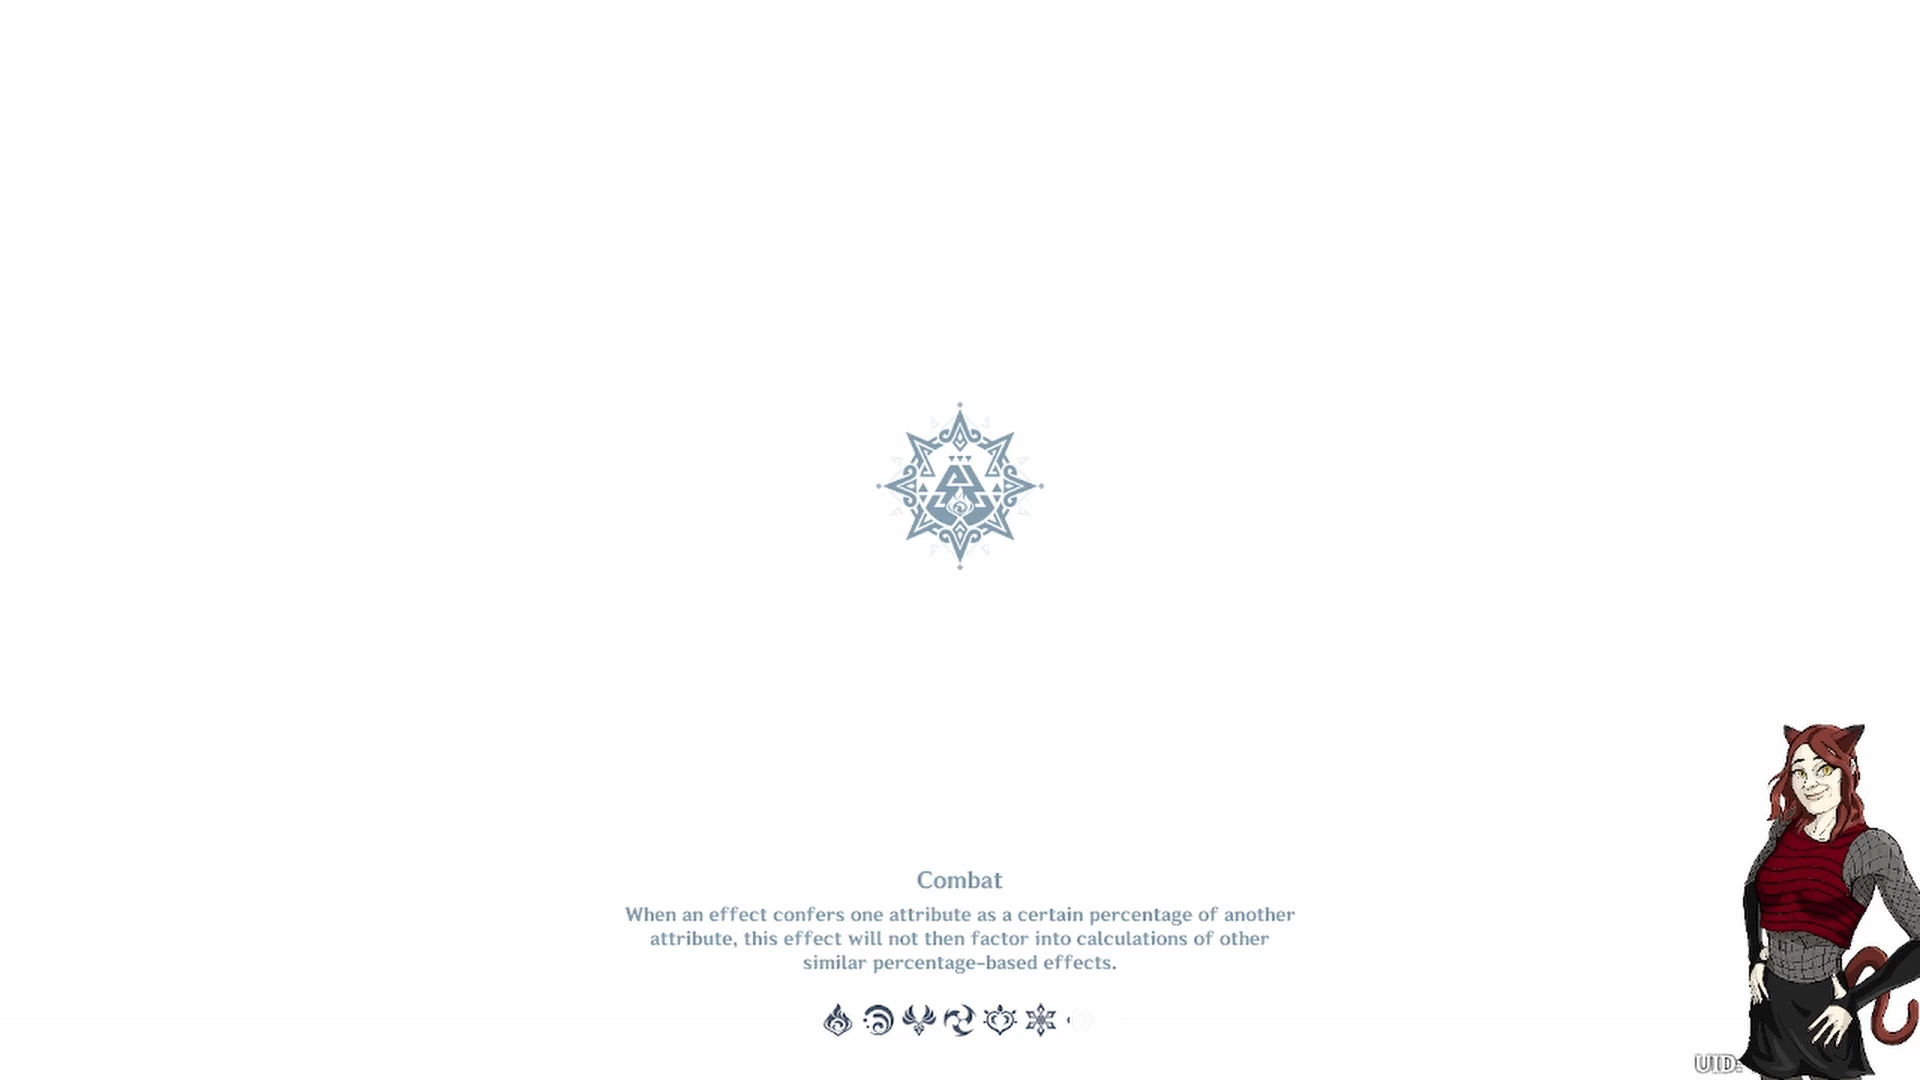 Combat
When an effect confers one attribute as a certain percentage of another
attribute, this effect will not then factor into calculations of other
similar percentage-based effects.
UID: